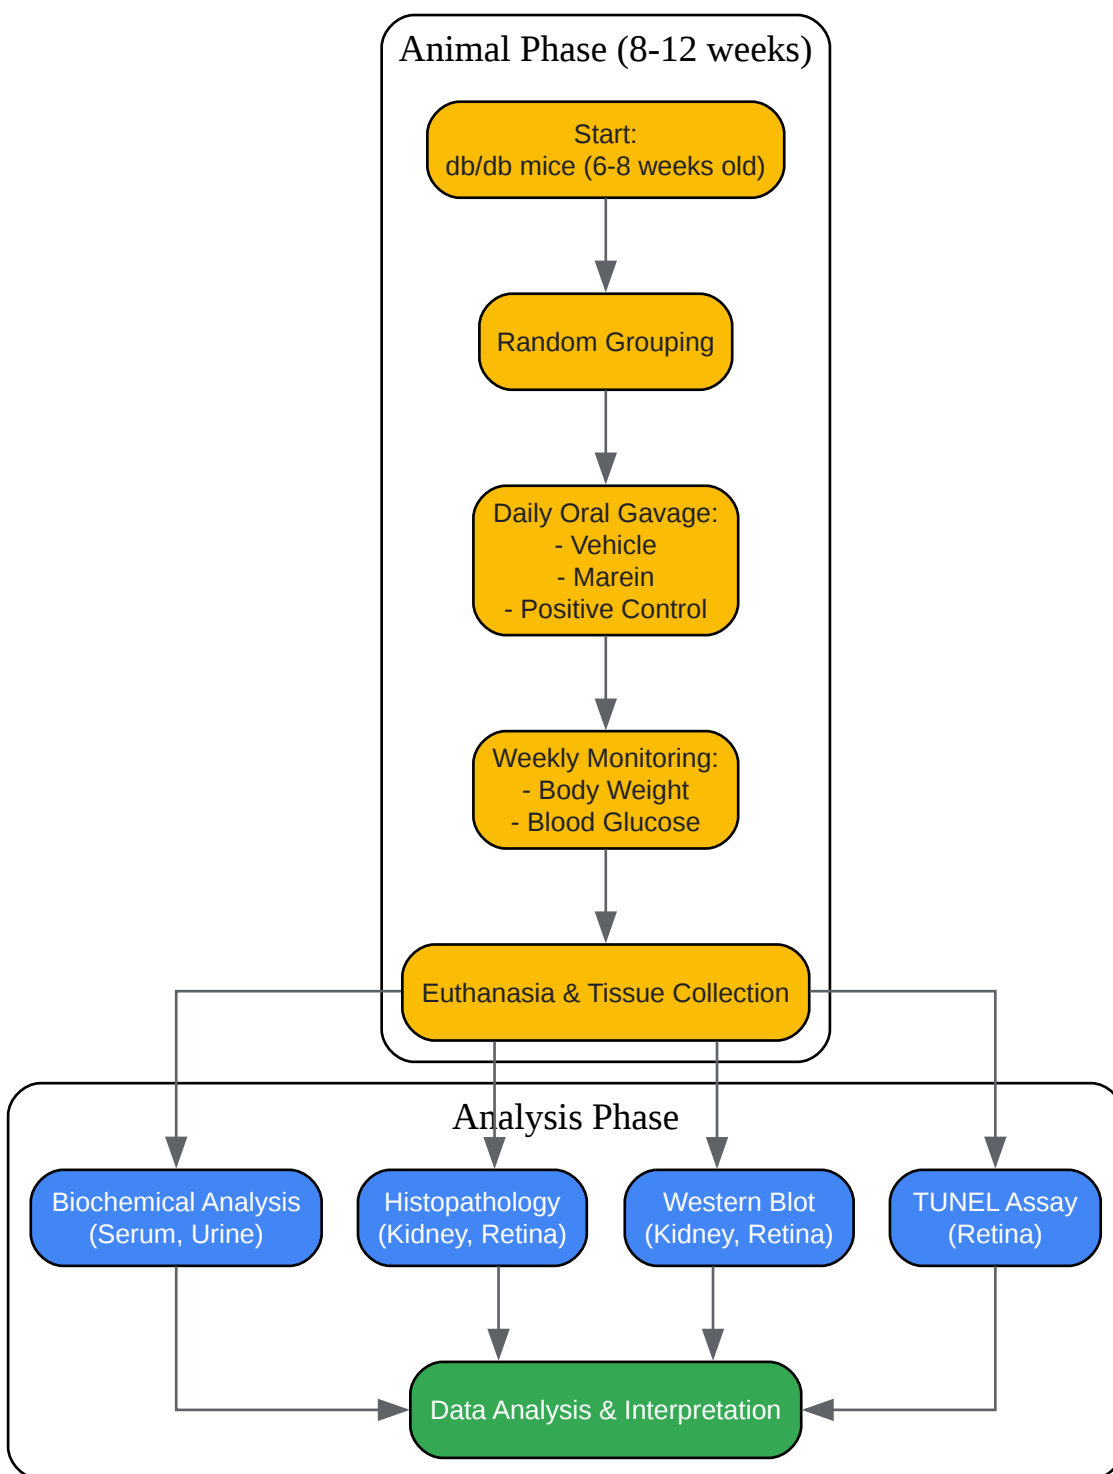 Animal Phase (8-12 weeks)
Start:
db/db mice (6-8 weeks old)
Random Grouping
Daily Oral Gavage:
- Vehicle
- Marein
- Positive Control
Weekly Monitoring:
- Body Weight
- Blood Glucose
Euthanasia & Tissue Collection
Analysis Phase
Biochemical Analysis
(Serum, Urine)
Histopathology
(Kidney, Retina)
Western Blot
(Kidney, Retina)
TUNEL Assay
(Retina)
Data Analysis & Interpretation